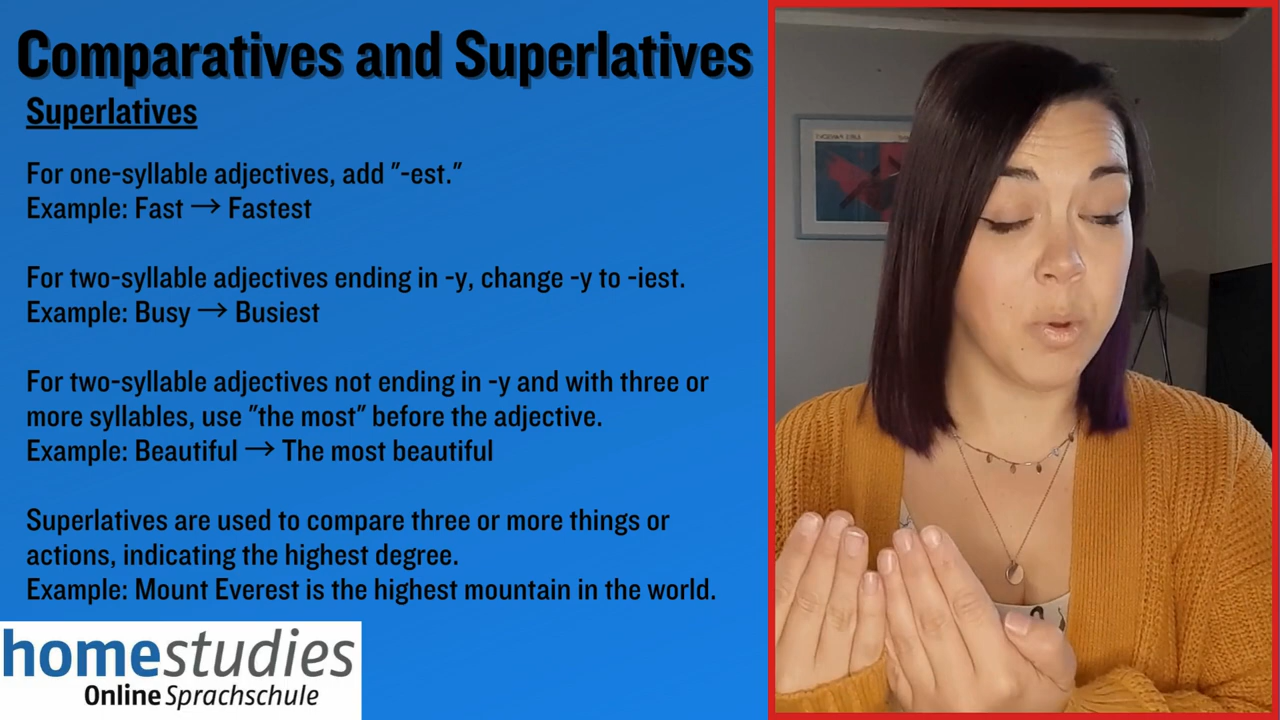 Comparatives and Superlatives
Superlatives
For one-syllable adjectives, add "-est."
Example: Fast → Fastest
For two-syllable adjectives ending in -y, change -y to -iest.
Example: Busy → Busiest
For two-syllable adjectives not ending in -y and with three or
more syllables, use "the most" before the adjective.
Example: Beautiful → The most beautiful
Superlatives are used to compare three or more things or
actions, indicating the highest degree.
Example: Mount Everest is the highest mountain in the world.
homestudies
Online Sprachschule